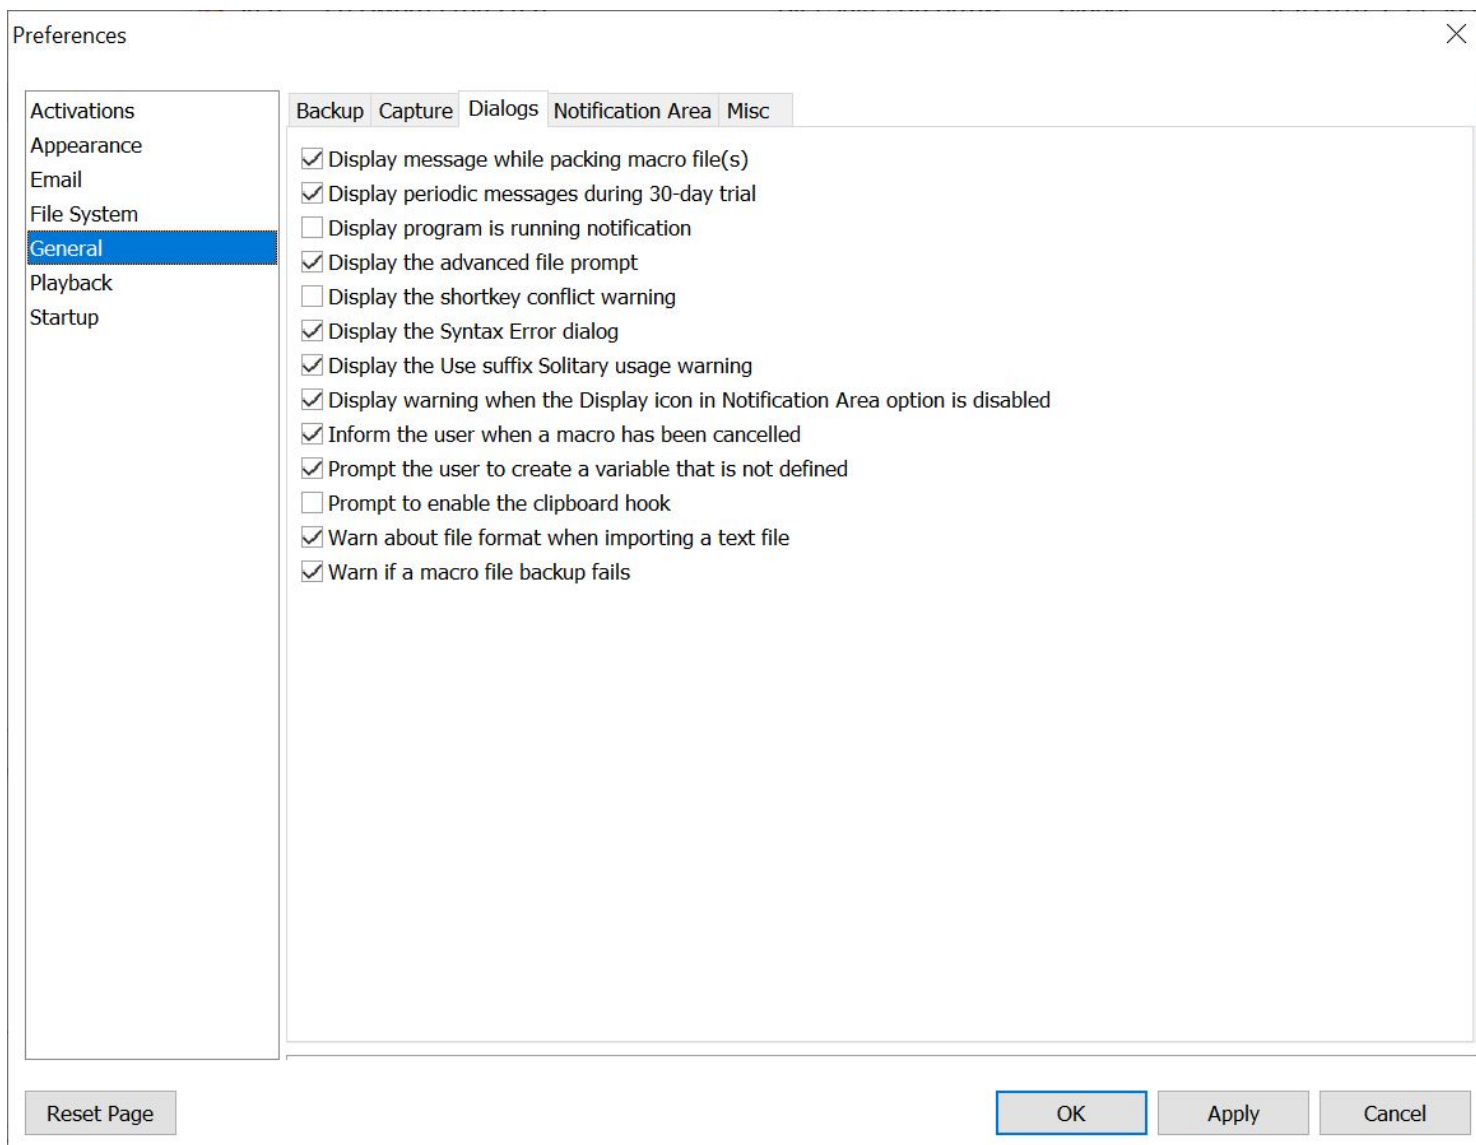 Preferences
Activations
Appearance
Email
File System
General
Playback
Startup
Backup Capture Dialogs Notification Area Misc
Display message while packing macro file(s)
Display periodic messages during 30-day trial
Display program is running notification
Display the advanced file prompt
Display the shortkey conflict warning
Display the Syntax Error dialog
Display the Use suffix Solitary usage warning
Display warning when the Display icon in Notification Area option is disabled
Inform the user when a macro has been cancelled
Prompt the user to create a variable that is not defined
Prompt to enable the clipboard hook
Warn about file format when importing a text file
Warn if a macro file backup fails
Reset Page OK Apply Cancel